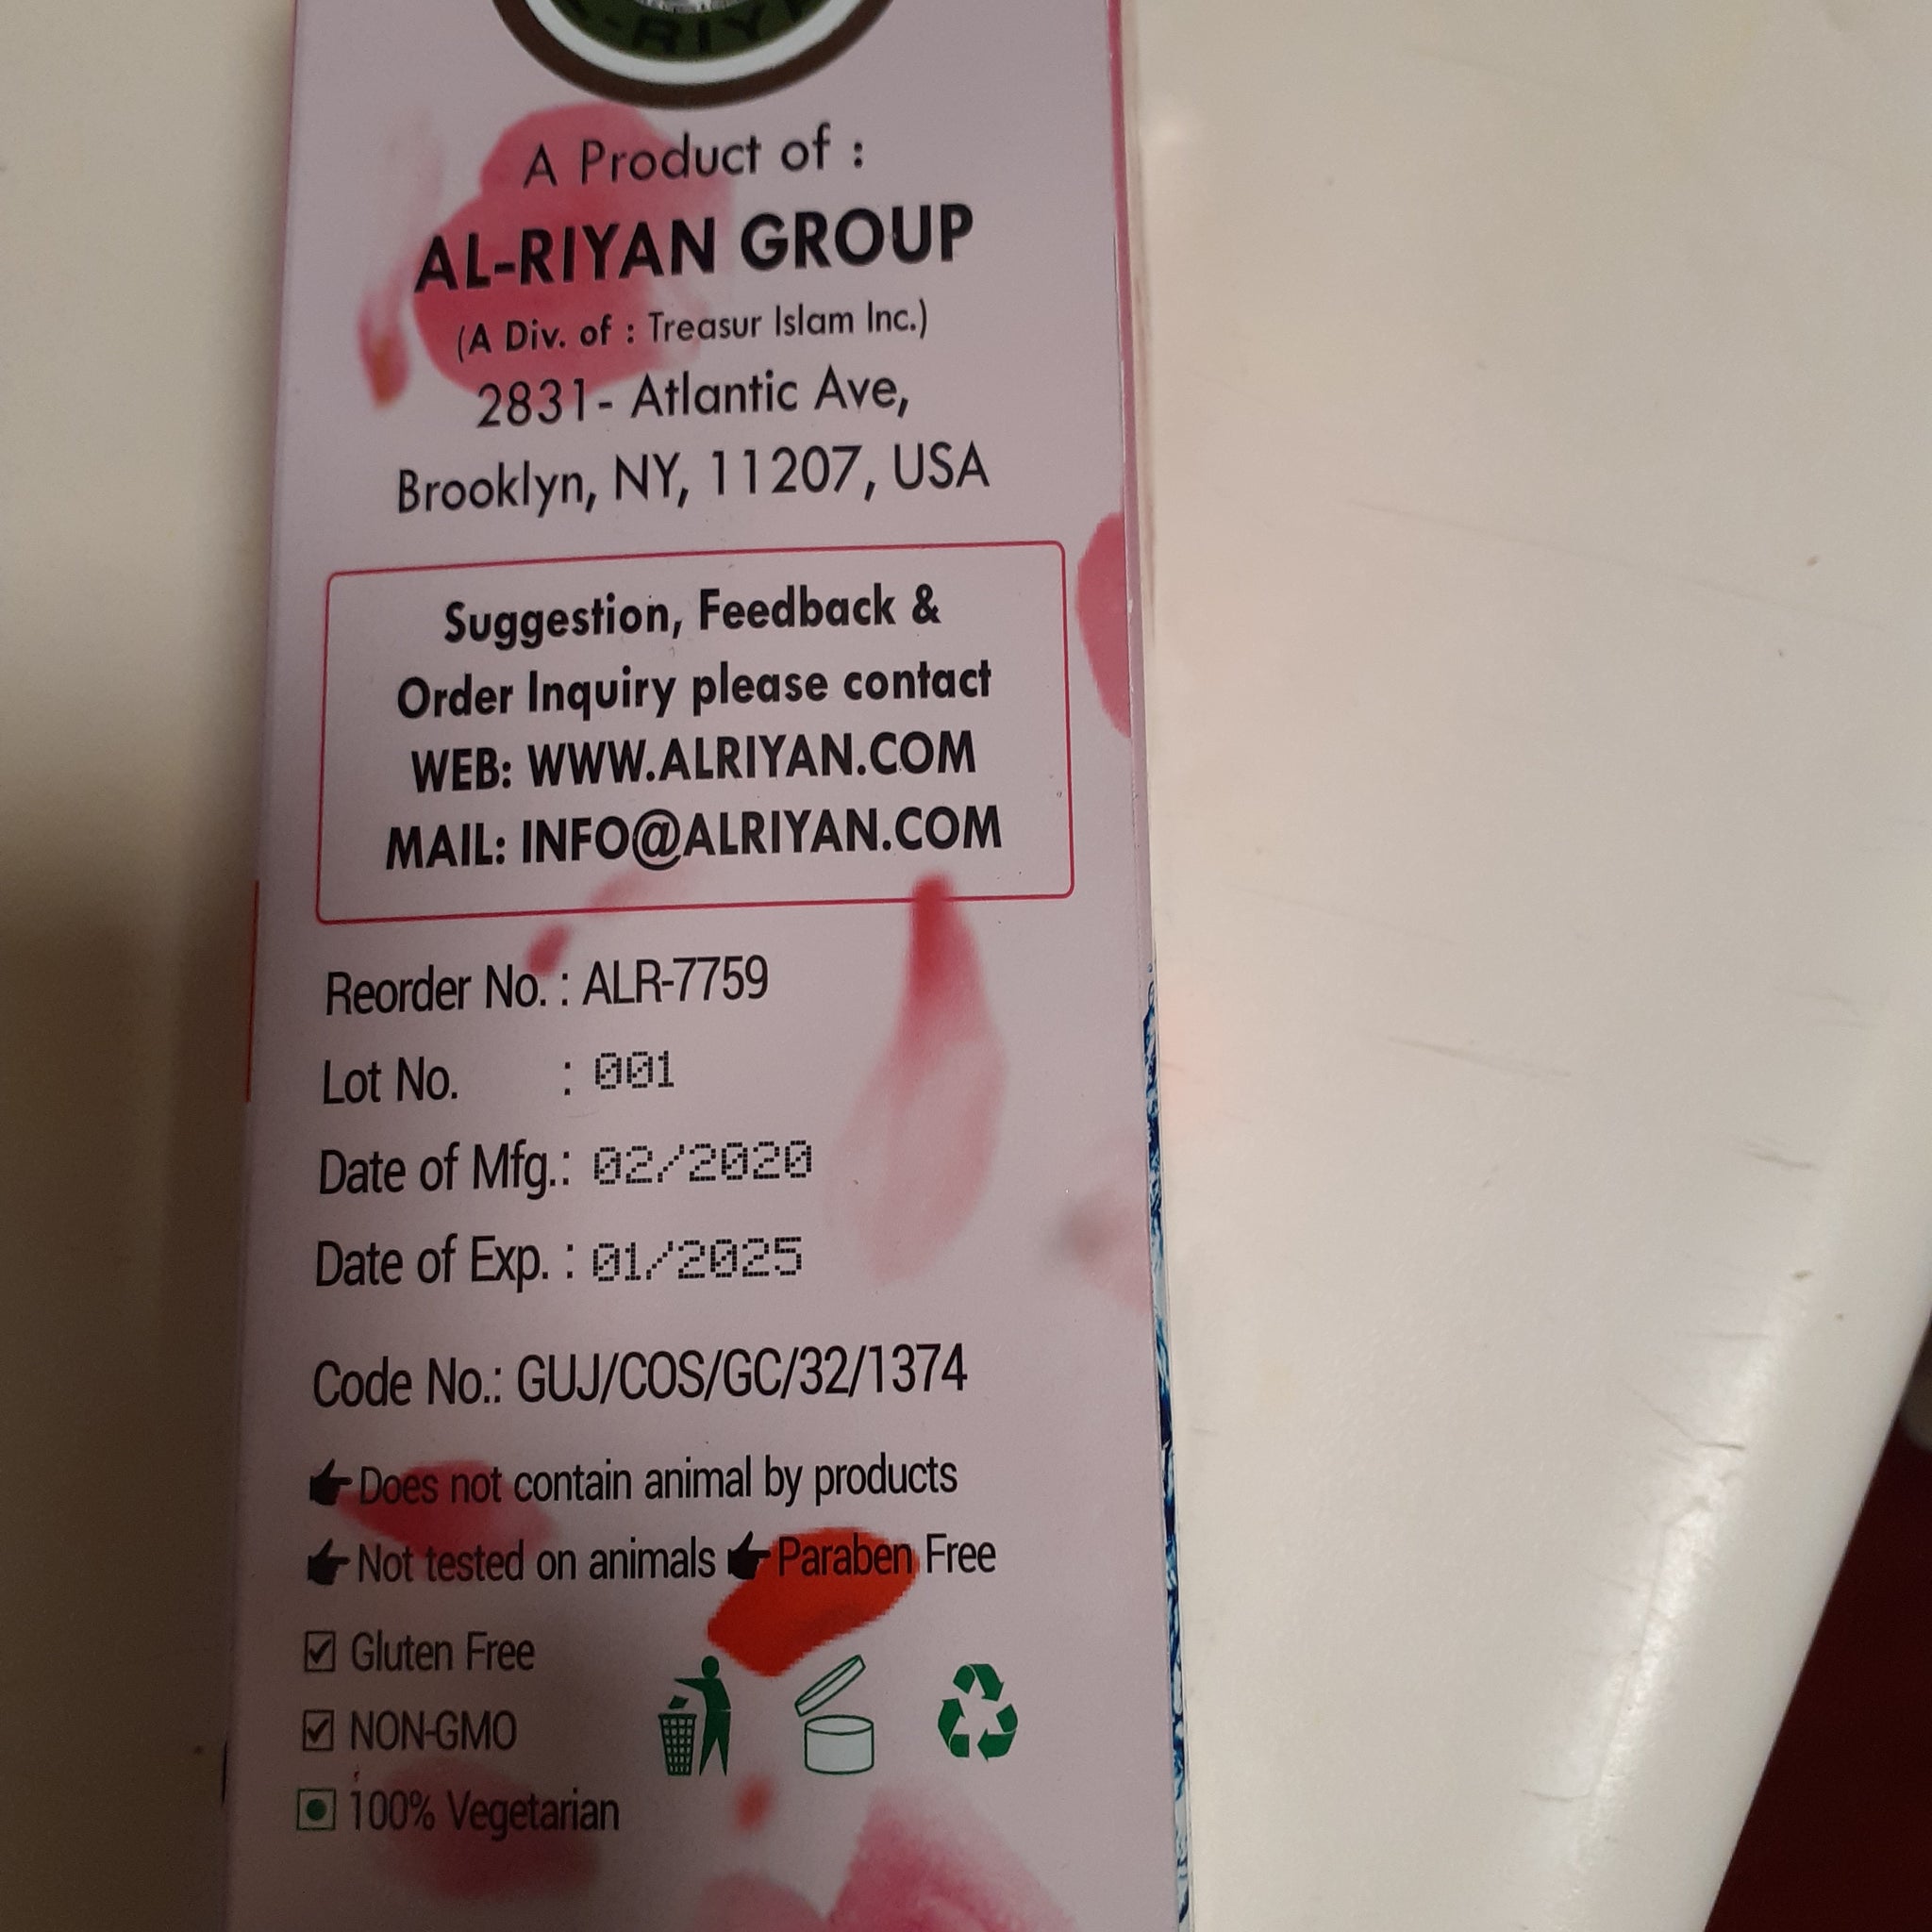 A Product of :
AL-RIYAN GROUP
(A Div. of : Treasur Islam Inc.)
2831- Atlantic Ave,
Brooklyn, NY, 11207, USA
Suggestion, Feedback &
Order Inquiry please contact
WEB: WWW.ALRIYAN.COM
MAIL: INFO@ALRIYAN.COM
Reorder No. : ALR-7759
Lot No. : 001
Date of Mfg.: 02/2020
Date of Exp. : 01/2025
Code No.: GUJ/COS/GC/32/1374
Does not contain animal by products
Not tested on animals Paraben Free
Gluten Free
NON-GMO
100% Vegetarian